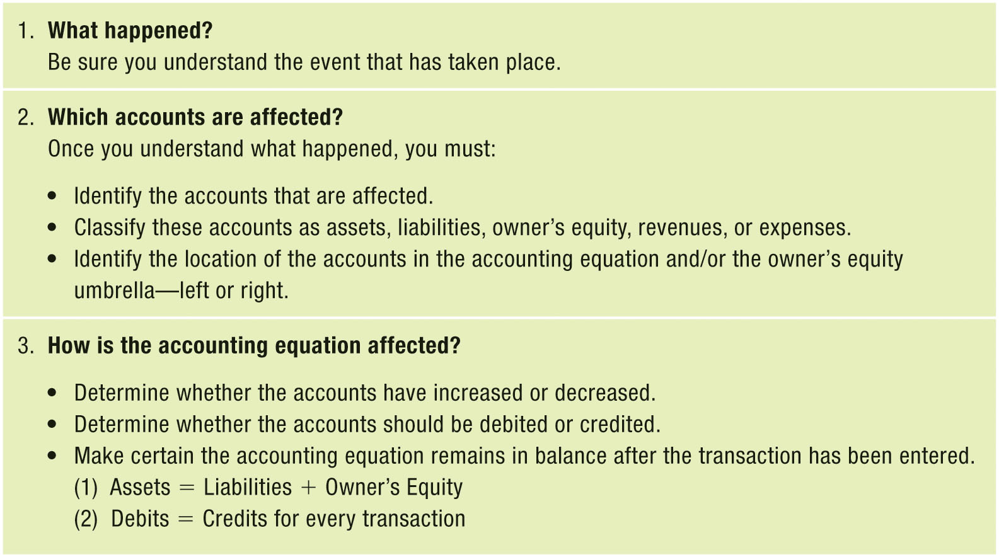 1. What happened?
Be sure you understand the event that has taken place.
2. Which accounts are affected?
Once you understand what happened, you must:
• Identify the accounts that are affected.
• Classify these accounts as assets, liabilities, owner’s equity, revenues, or expenses.
• Identify the location of the accounts in the accounting equation and/or the owner’s equity
umbrella—left or right.
3. How is the accounting equation affected?
• Determine whether the accounts have increased or decreased.
• Determine whether the accounts should be debited or credited.
• Make certain the accounting equation remains in balance after the transaction has been entered.
(1) Assets = Liabilities + Owner’s Equity
(2) Debits = Credits for every transaction